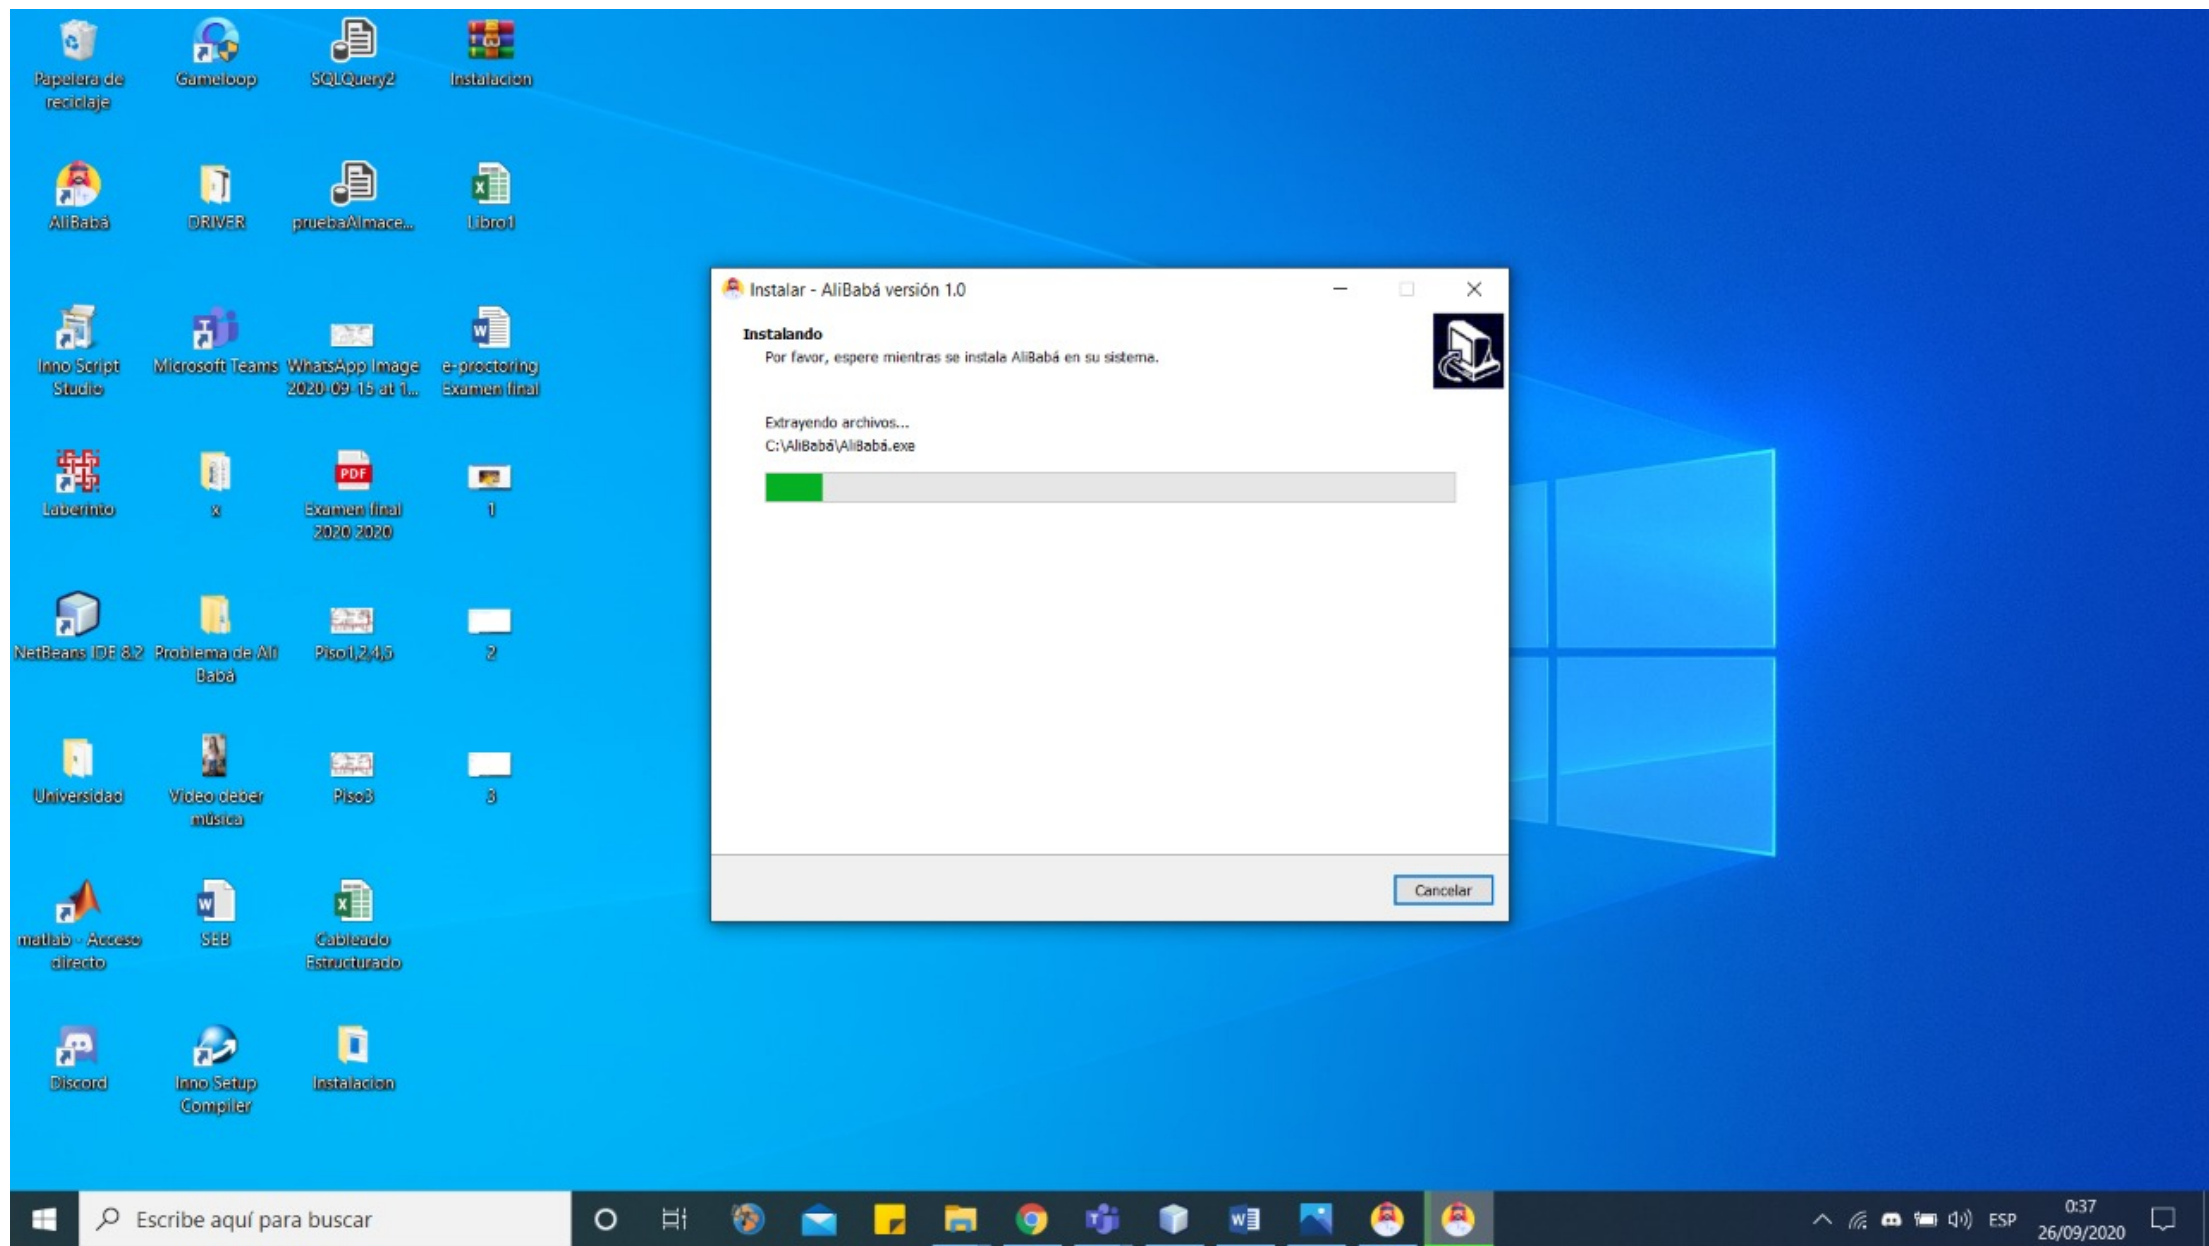 Papelera de
reciclaje
Gameloop
SQLQuery2
Instalacion
AliBabá
DRIVER
pruebaAlmace...
Libro1
Inno Script
Studio
Microsoft Teams
WhatsApp Image
2020-09-15 at 1...
e-proctoring
Examen final
Laberinto
x
PDF
Examen final
2020 2020
1
NetBeans IDE 8.2
Problema de Ali
Babá
Piso1,2,4,5
2
Universidad
Video deber
música
Piso3
3
matlab - Acceso
directo
SEB
Cableado
Estructurado
Discord
Inno Setup
Compiler
Instalacion
Instalar - AliBabá versión 1.0
Instalando
Por favor, espere mientras se instala AliBabá en su sistema.
Extrayendo archivos...
C:\AliBabá\AliBabá.exe
Cancelar
Escribe aquí para buscar
ESP
0:37
26/09/2020